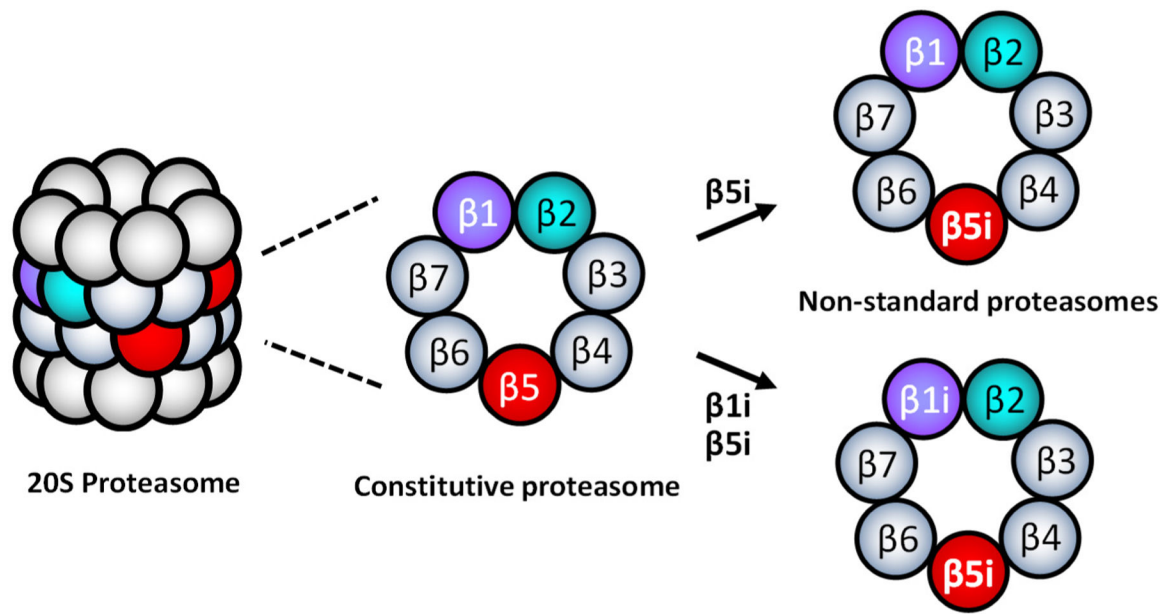 20S Proteasome
β1
β2
β3
β4
β5
β6
β7
Constitutive proteasome
β5i
β1
β2
β3
β4
β5i
β6
β7
Non-standard proteasomes
β1i
β5i
β1i
β2
β3
β4
β5i
β6
β7